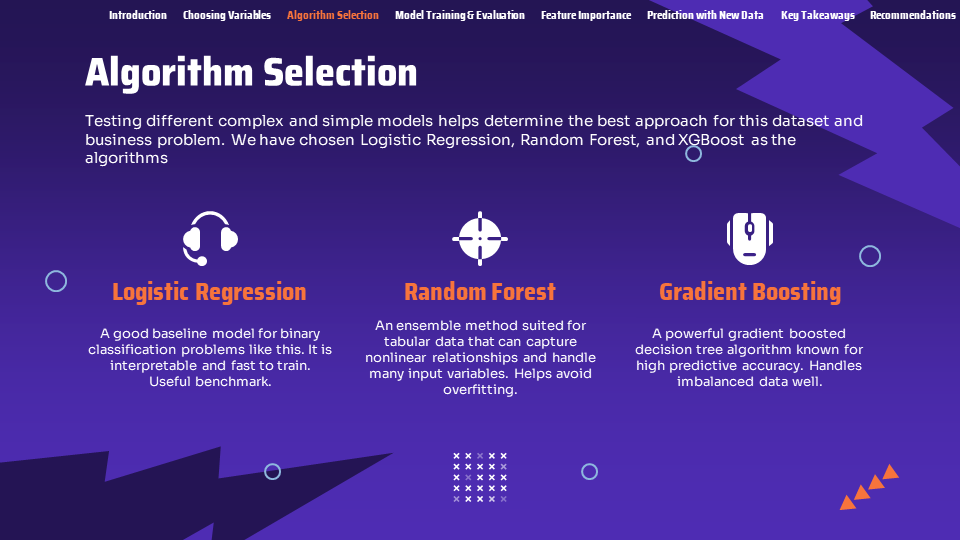 Introduction Choosing Variables Algorithm Selection Model Training & Evaluation Feature Importance Prediction with New Data Key Takeaways Recommendations
Algorithm Selection
Testing different complex and simple models helps determine the best approach for this dataset and
business problem. We have chosen Logistic Regression, Random Forest, and XGBoost as the
algorithms
Logistic Regression
A good baseline model for binary
classification problems like this. It is
interpretable and fast to train.
Useful benchmark.
Random Forest
An ensemble method suited for
tabular data that can capture
nonlinear relationships and handle
many input variables. Helps avoid
overfitting.
Gradient Boosting
A powerful gradient boosted
decision tree algorithm known for
high predictive accuracy. Handles
imbalanced data well.